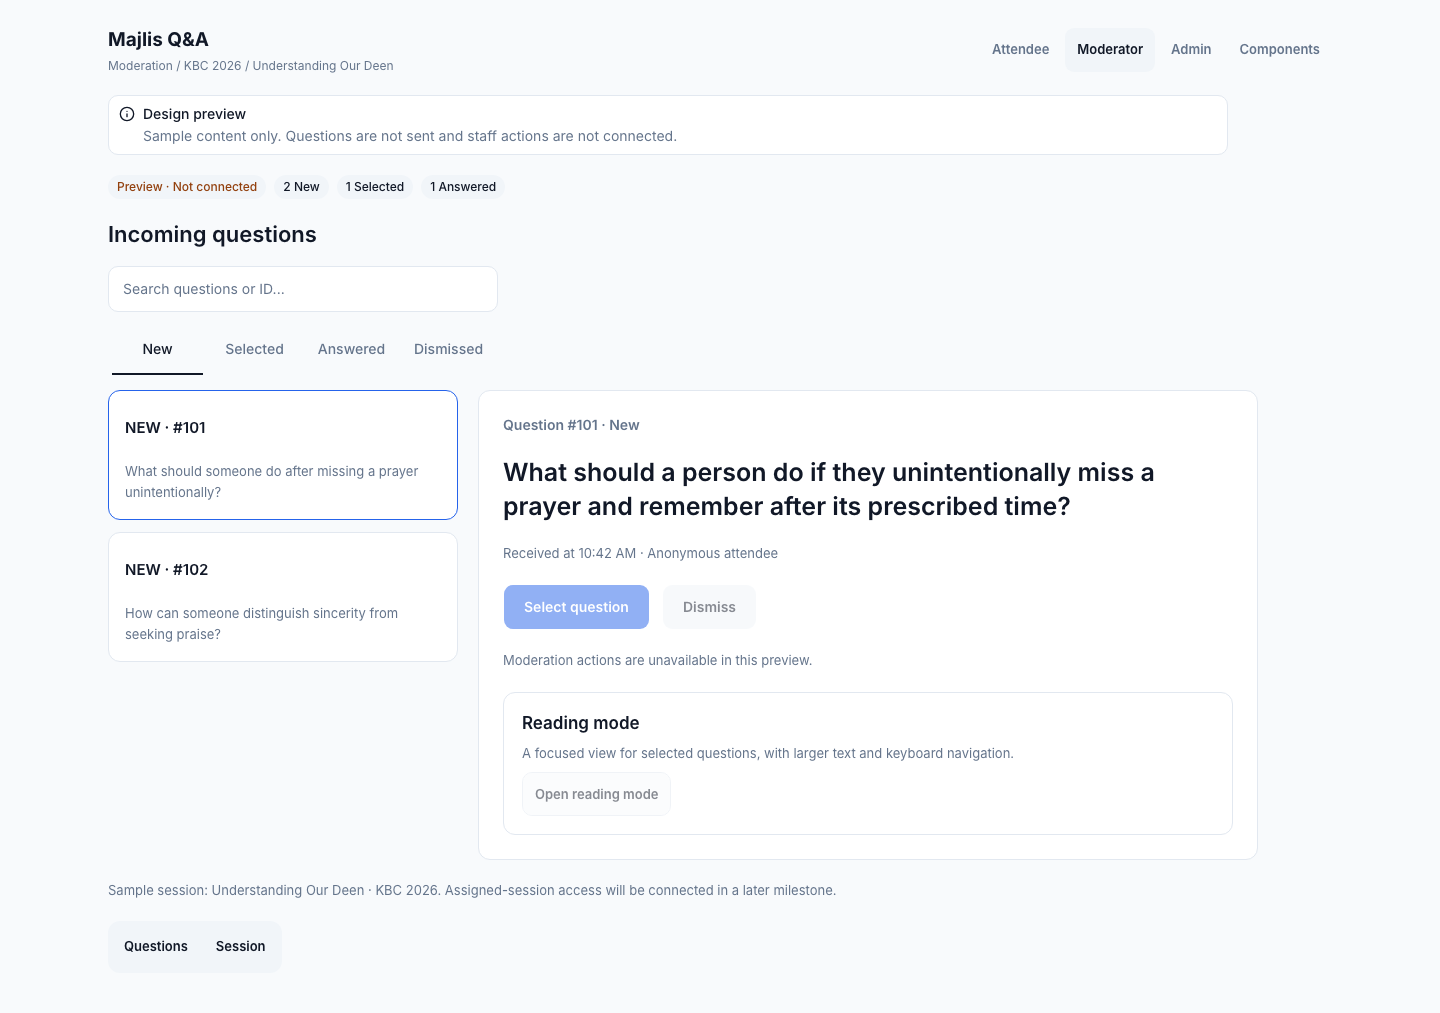 Majlis Q&A
Moderation / KBC 2026 / Understanding Our Deen
Attendee
Moderator
Admin
Components
Design preview
Sample content only. Questions are not sent and staff actions are not connected.
Preview · Not connected
2 New
1 Selected
1 Answered
Incoming questions
Search questions or ID...
New
Selected
Answered
Dismissed
NEW · #101
What should someone do after missing a prayer
unintentionally?
NEW · #102
How can someone distinguish sincerity from
seeking praise?
Question #101 · New
What should a person do if they unintentionally miss a
prayer and remember after its prescribed time?
Received at 10:42 AM · Anonymous attendee
Select question
Dismiss
Moderation actions are unavailable in this preview.
Reading mode
A focused view for selected questions, with larger text and keyboard navigation.
Open reading mode
Sample session: Understanding Our Deen · KBC 2026. Assigned-session access will be connected in a later milestone.
Questions
Session